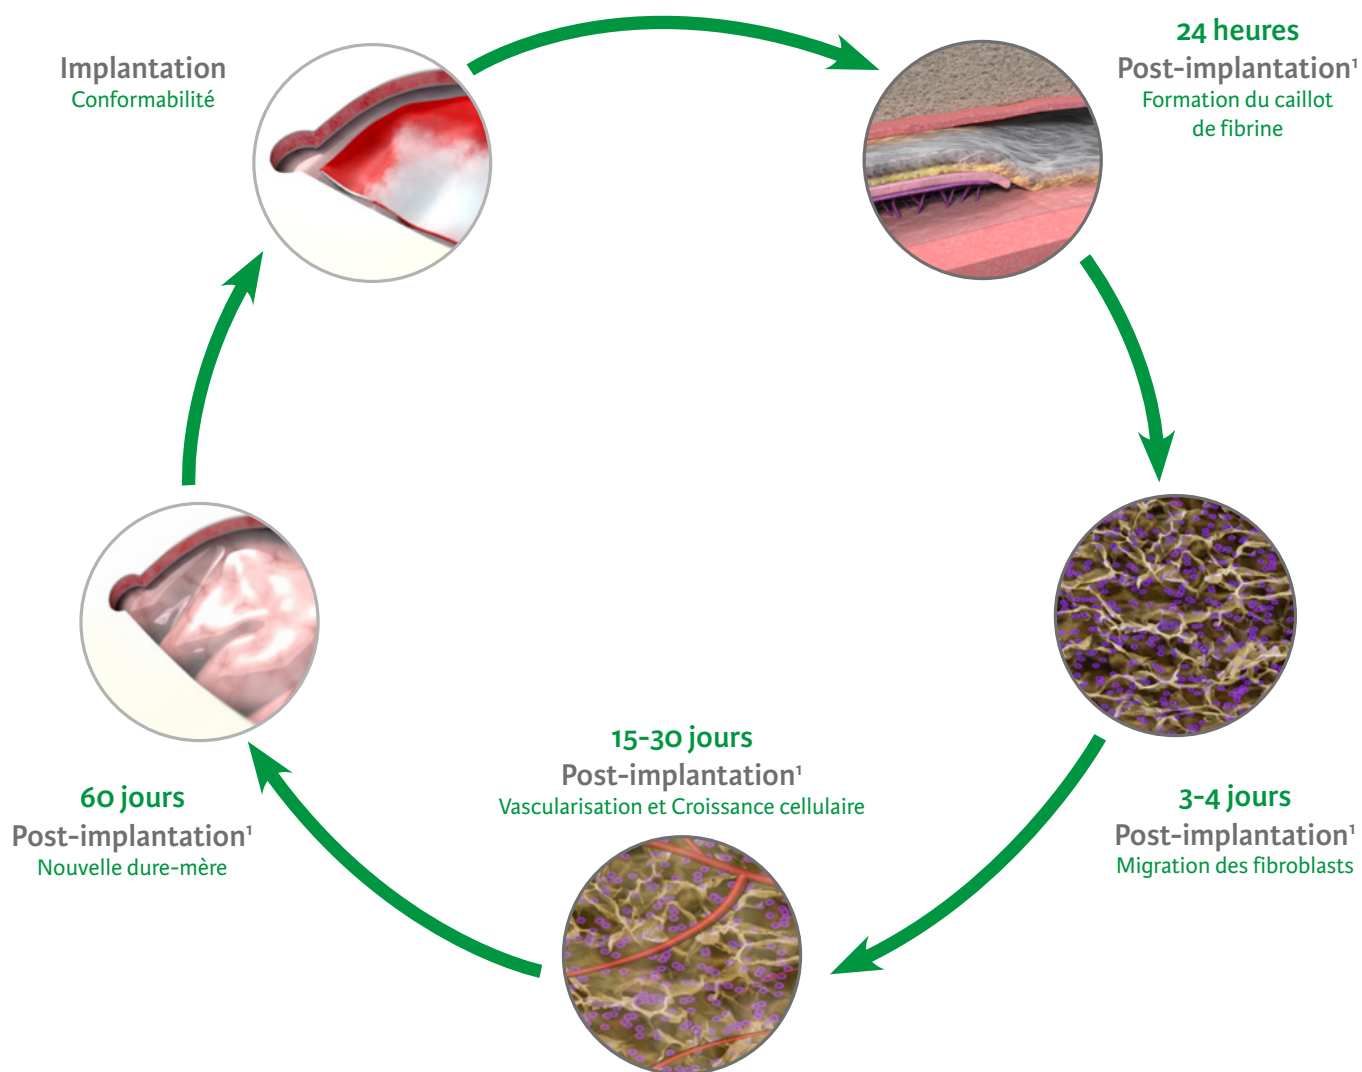 Implantation
Conformabilité
24 heures
Post-implantation¹
Formation du caillot
de fibrine
3-4 jours
Post-implantation¹
Migration des fibroblasts
15-30 jours
Post-implantation¹
Vascularisation et Croissance cellulaire
60 jours
Post-implantation¹
Nouvelle dure-mère